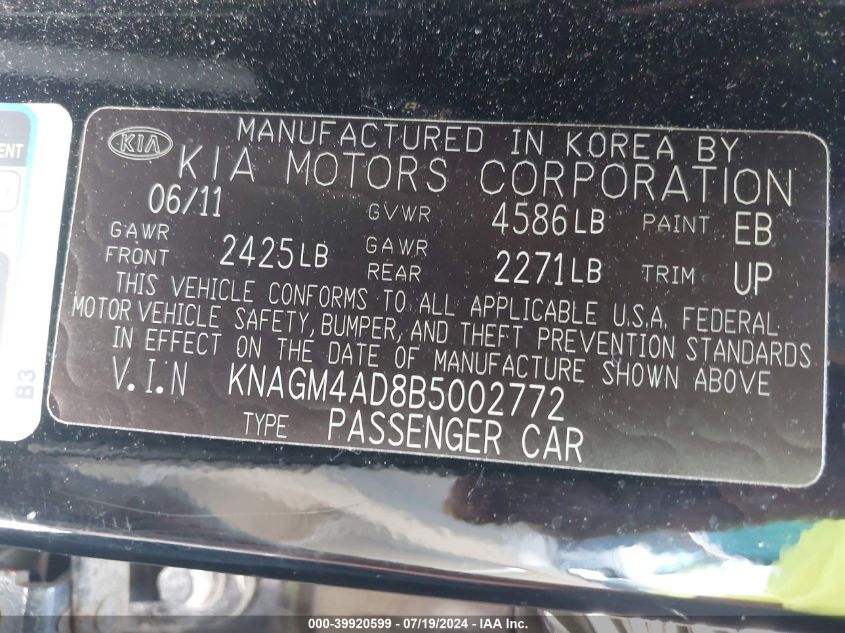 MANUFACTURED IN KOREA BY
KIA KIA MOTORS CORPORATION
06/11 GVWR 4586LB PAINT EB
GAWR FRONT 2425LB GAWR REAR 2271LB TRIM UP
THIS VEHICLE CONFORMS TO ALL APPLICABLE U.S.A. FEDERAL
MOTOR VEHICLE SAFETY, BUMPER, AND THEFT PREVENTION STANDARDS
IN EFFECT ON THE DATE OF MANUFACTURE SHOWN ABOVE
V.I.N KNAGM4AD8B5002772
TYPE PASSENGER CAR
B3
000-39920599 / 07/19/2024 / IAA, Inc.